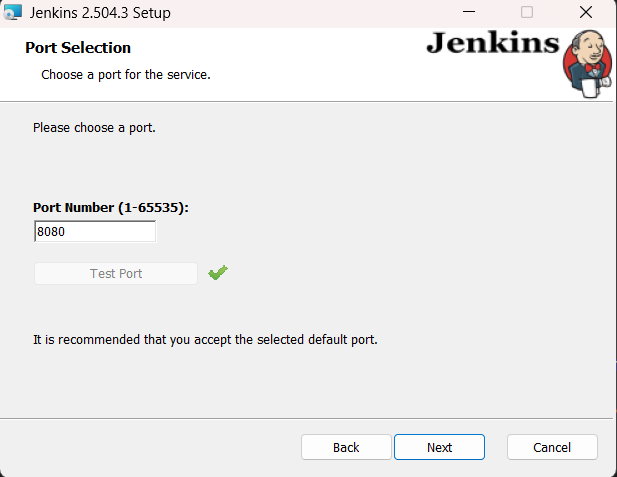 Jenkins 2.504.3 Setup
Port Selection
Jenkins
Choose a port for the service.
Please choose a port.
Port Number (1-65535):
8080
Test Port
It is recommended that you accept the selected default port.
Back
Next
Cancel